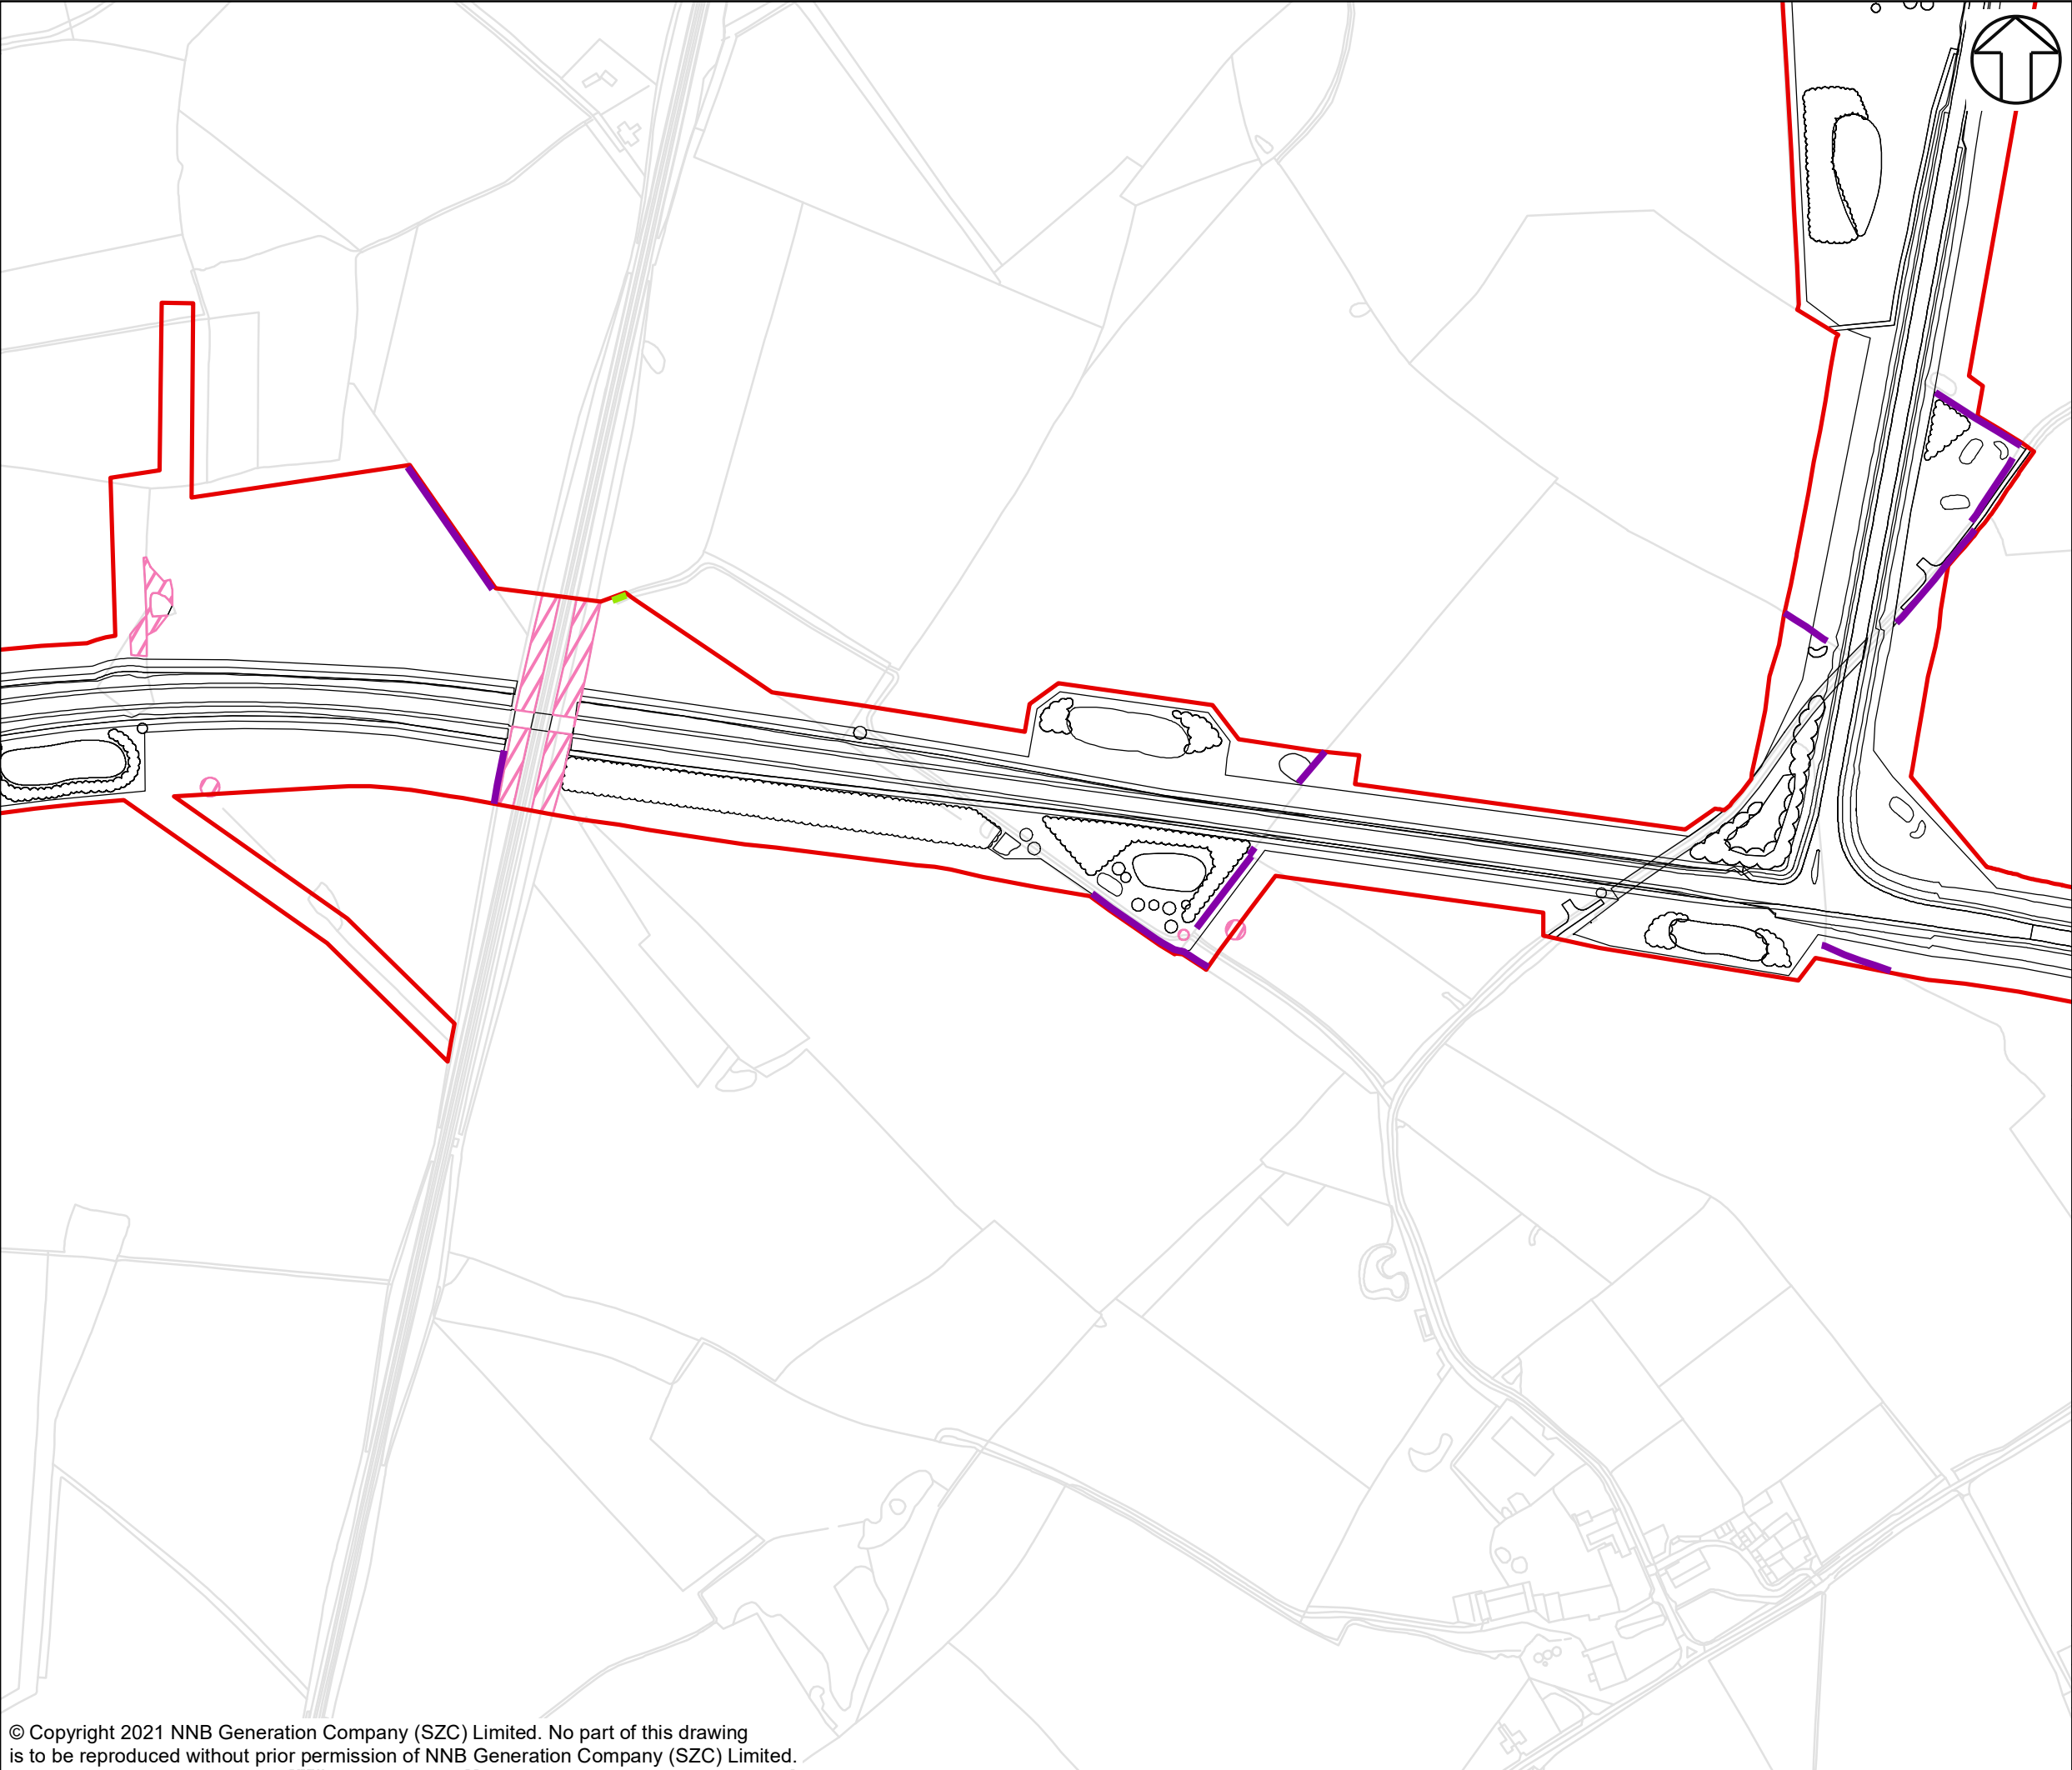 © Copyright 2021 NNB Generation Company (SZC) Limited. No part of this drawing
is to be reproduced without prior permission of NNB Generation Company (SZC) Limited.